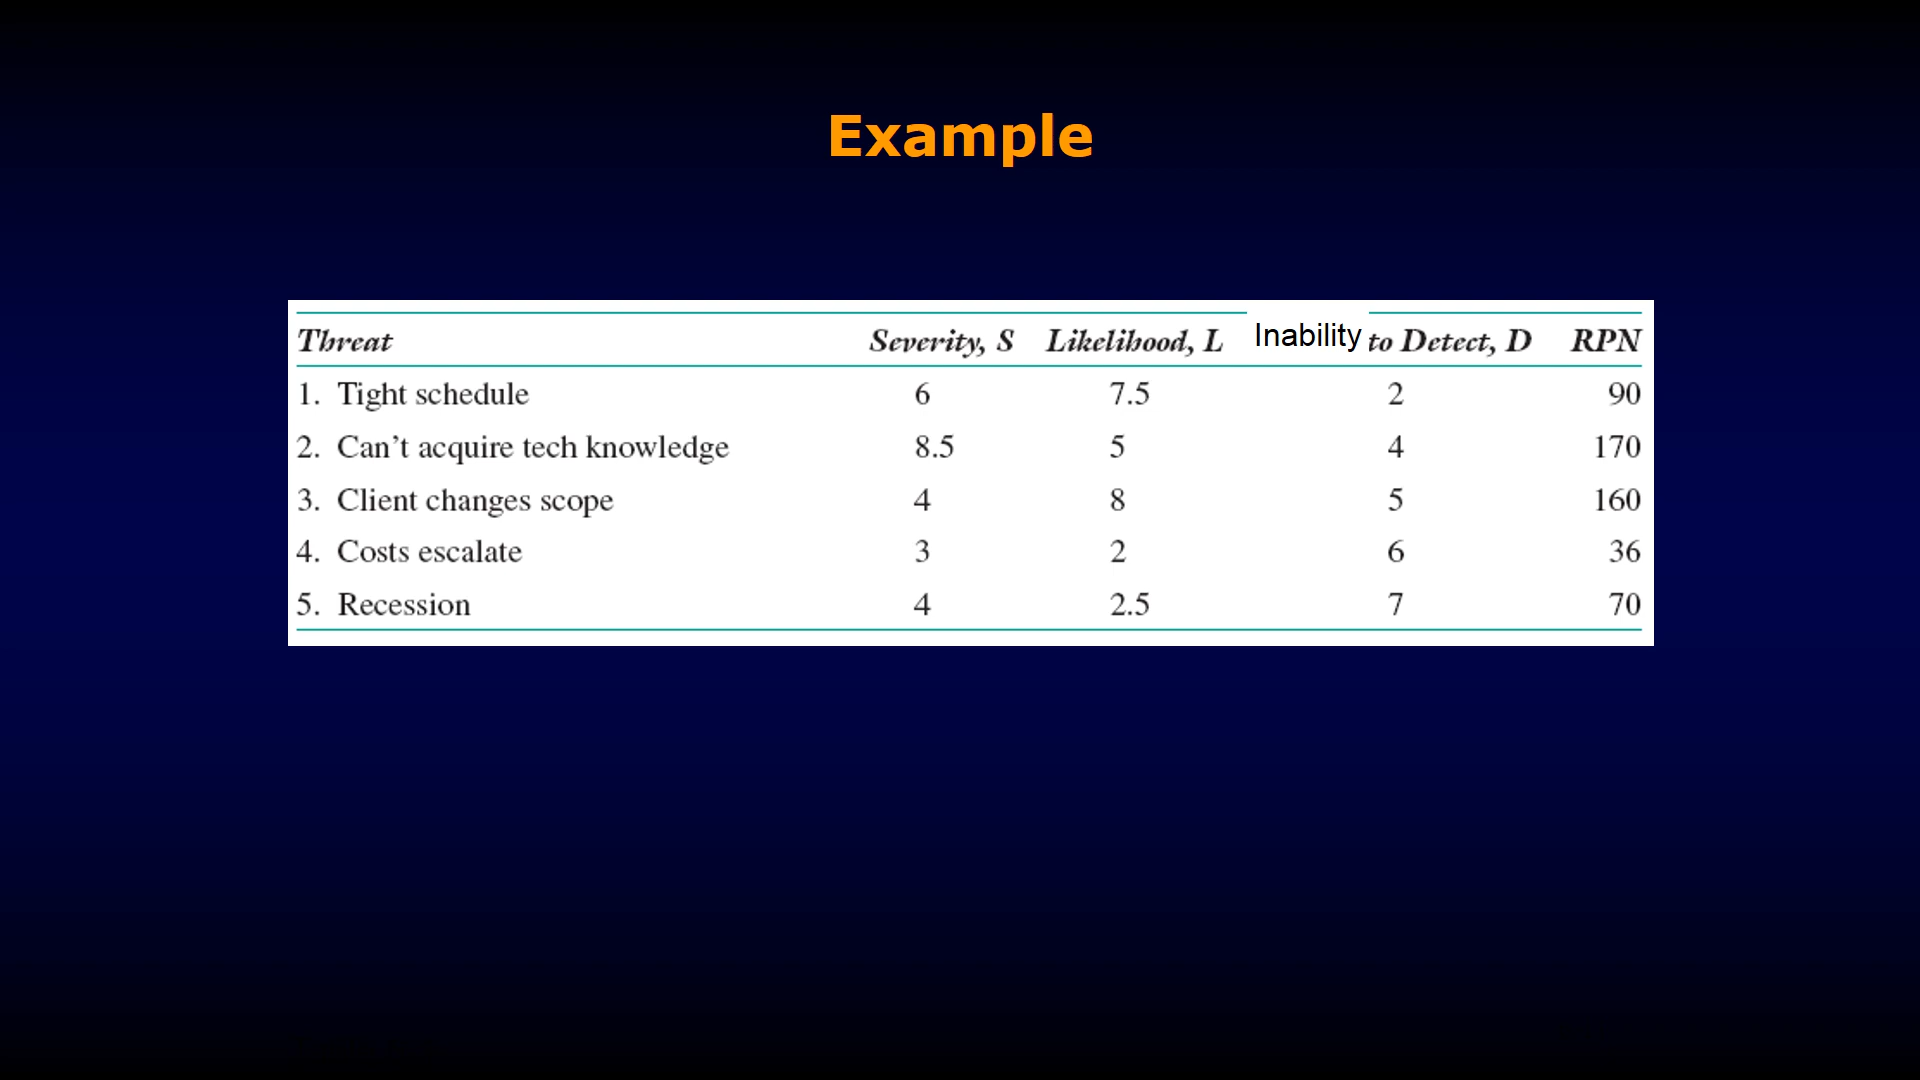 Example
Threat Severity, S Likelihood, L Inability to Detect, D RPN
1. Tight schedule 6 7.5 2 90
2. Can’t acquire tech knowledge 8.5 5 4 170
3. Client changes scope 4 8 5 160
4. Costs escalate 3 2 6 36
5. Recession 4 2.5 7 70